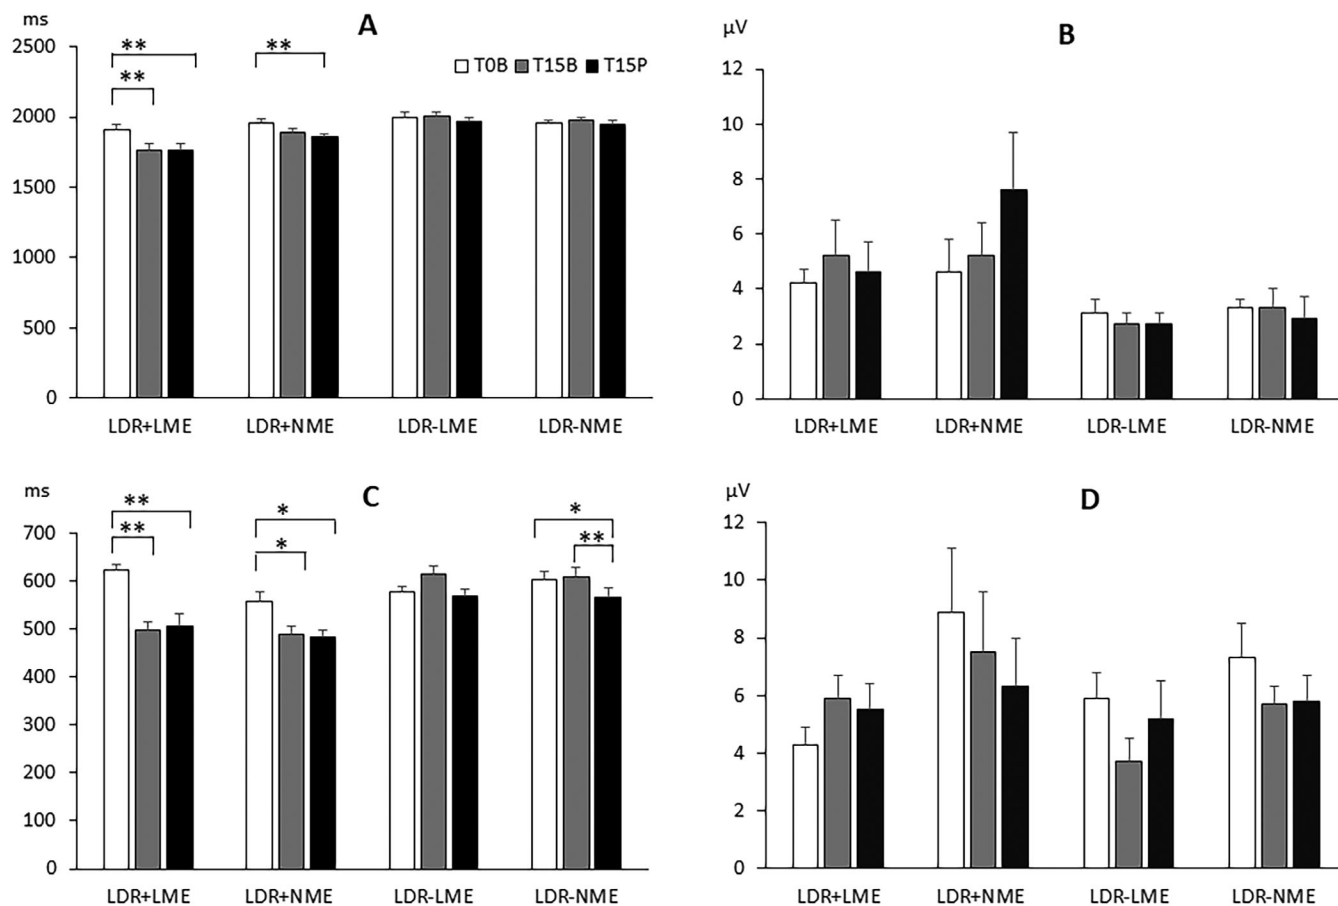 ms
A
2500
2000
1500
1000
500
0
** ** **
T0B T15B T15P
LDR+LME LDR+NME LDR-LME LDR-NME
µV
B
12
10
8
6
4
2
0
LDR+LME LDR+NME LDR-LME LDR-NME
ms
C
700
600
500
400
300
200
100
0
** * *
** * **
LDR+LME LDR+NME LDR-LME LDR-NME
µV
D
12
10
8
6
4
2
0
LDR+LME LDR+NME LDR-LME LDR-NME